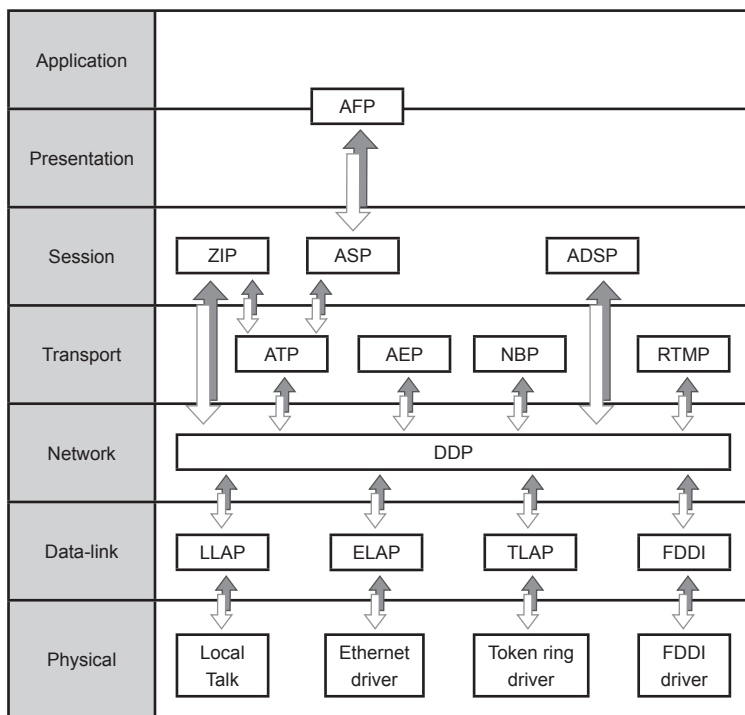 Application
AFP
Presentation
Session
ZIP
ASP
ADSP
Transport
ATP
AEP
NBP
RTMP
Network
DDP
Data-link
LLAP
ELAP
TLAP
FDDI
Physical
Local
Talk
Ethernet
driver
Token ring
driver
FDDI
driver